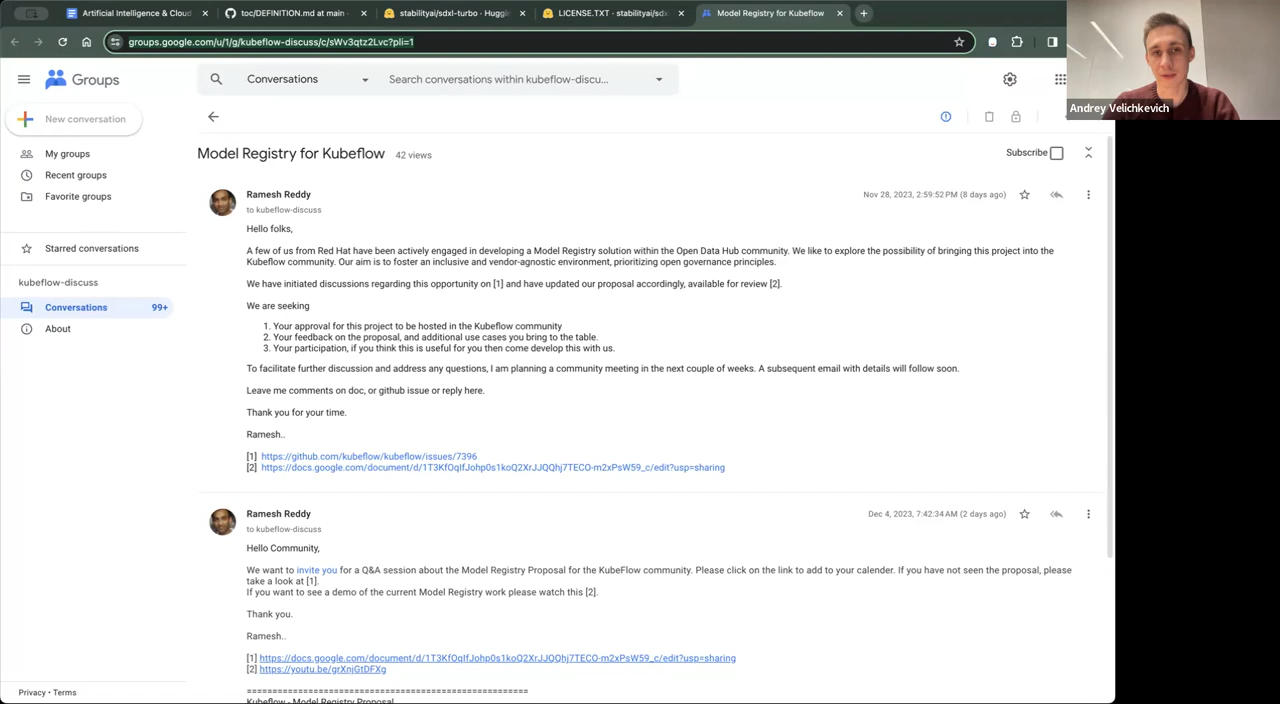 Artificial Intelligence & Cloud
toc/DEFINITION.md at main ·
stabilityai/sdxl-turbo · Hugg
LICENSE.TXT · stabilityai/sdx
Model Registry for Kubeflow
groups.google.com/u/1/g/kubeflow-discuss/c/sWv3qtz2Lvc?pli=1
Groups
Conversations
Search conversations within kubeflow-discu...
Andrey Velichkevich
New conversation
My groups
Recent groups
Favorite groups
Starred conversations
kubeflow-discuss
Conversations 99+
About
Privacy • Terms
Model Registry for Kubeflow 42 views
Subscribe
Ramesh Reddy
Nov 28, 2023, 2:59:52 PM (8 days ago)
to kubeflow-discuss
Hello folks,
A few of us from Red Hat have been actively engaged in developing a Model Registry solution within the Open Data Hub community. We like to explore the possibility of bringing this project into the
Kubeflow community. Our aim is to foster an inclusive and vendor-agnostic environment, prioritizing open governance principles.
We have initiated discussions regarding this opportunity on [1] and have updated our proposal accordingly, available for review [2].
We are seeking
1. Your approval for this project to be hosted in the Kubeflow community
2. Your feedback on the proposal, and additional use cases you bring to the table.
3. Your participation, if you think this is useful for you then come develop this with us.
To facilitate further discussion and address any questions, I am planning a community meeting in the next couple of weeks. A subsequent email with details will follow soon.
Leave me comments on doc, or github issue or reply here.
Thank you for your time.
Ramesh..
[1] https://github.com/kubeflow/kubeflow/issues/7396
[2] https://docs.google.com/document/d/1T3KfOqIfJohp0s1koQ2XrJJQQhj7TECO-m2xPsW59_c/edit?usp=sharing
Ramesh Reddy
Dec 4, 2023, 7:42:34 AM (2 days ago)
to kubeflow-discuss
Hello Community,
We want to invite you for a Q&A session about the Model Registry Proposal for the KubeFlow community. Please click on the link to add to your calender. If you have not seen the proposal, please
take a look at [1].
If you want to see a demo of the current Model Registry work please watch this [2].
Thank you.
Ramesh..
[1] https://docs.google.com/document/d/1T3KfOqIfJohp0s1koQ2XrJJQQhj7TECO-m2xPsW59_c/edit?usp=sharing
[2] https://youtu.be/grXnjGtDFXg
=======================================================
Kubeflow - Model Registry Proposal